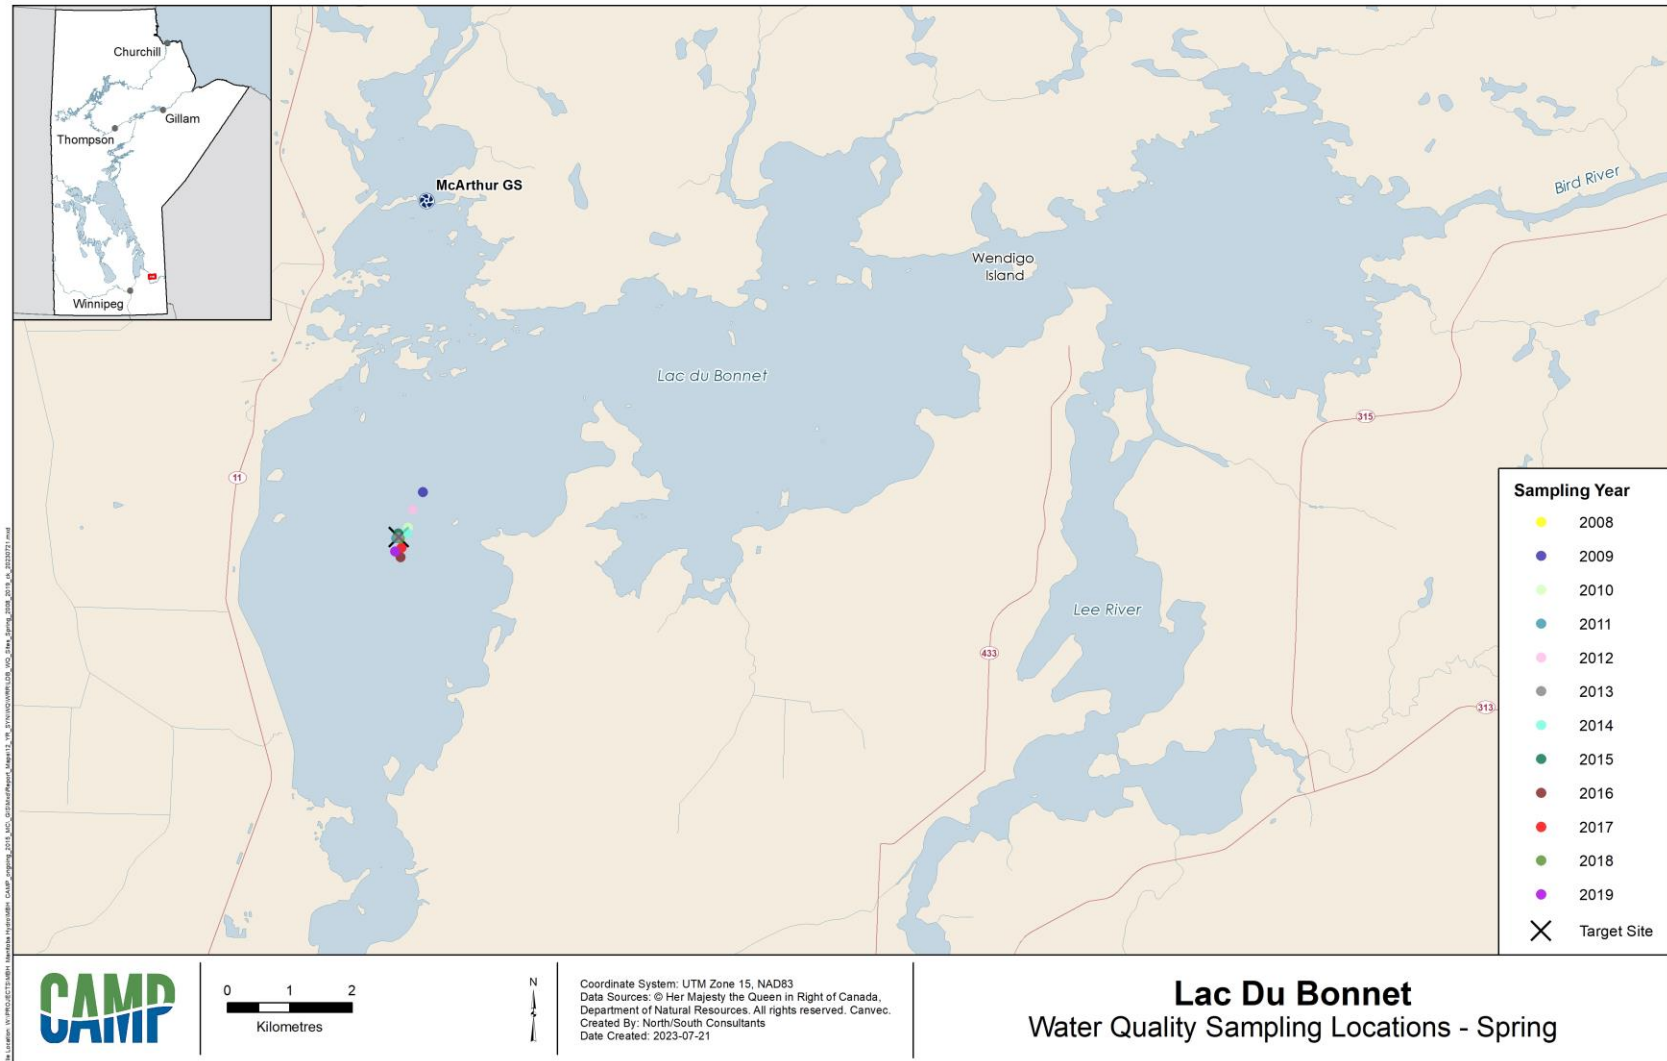 Churchill
Gillam
Thompson
Winnipeg
McArthur GS
Bird River
Wendigo
Island
Lac du Bonnet
315
11
Lee River
433
313
Sampling Year
2008
2009
2010
2011
2012
2013
2014
2015
2016
2017
2018
2019
Target Site
CAMP
0 1 2
Kilometres
N
Coordinate System: UTM Zone 15, NAD83
Data Sources: © Her Majesty the Queen in Right of Canada,
Department of Natural Resources. All rights reserved. Canvec.
Created By: North/South Consultants
Date Created: 2023-07-21
Lac Du Bonnet
Water Quality Sampling Locations - Spring